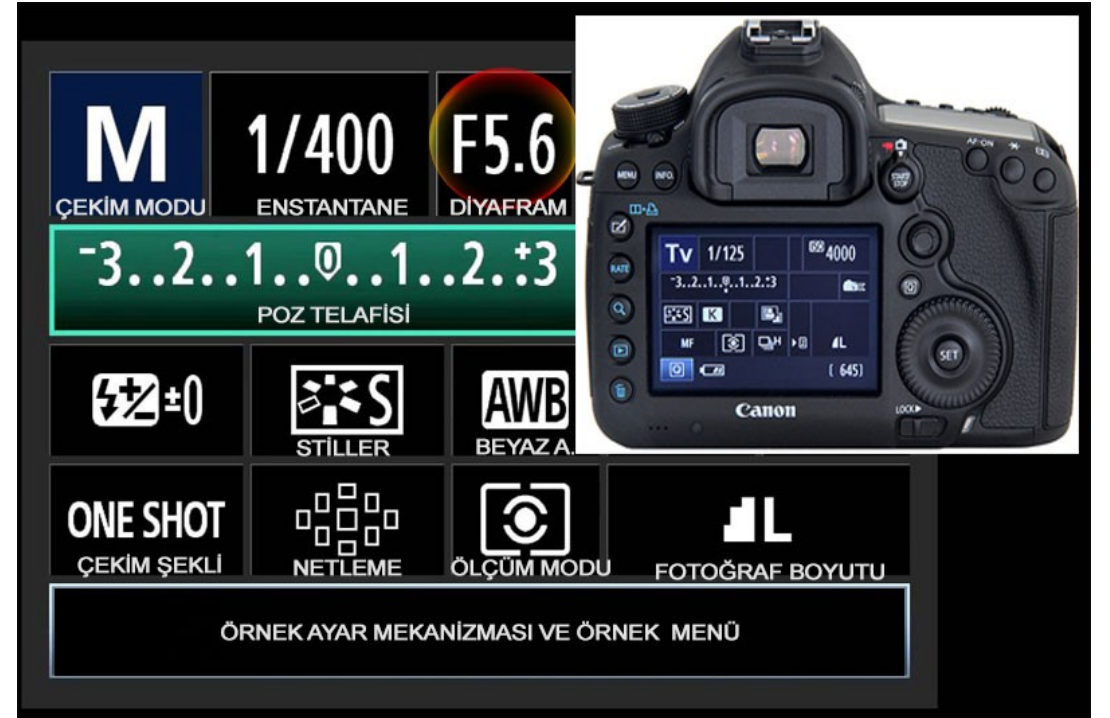 M
ÇEKİM MODU
1/400
ENSTANTANE
F5.6
DİYAFRAM
-3..2..1..0..1..2.:+3
POZ TELAFİSİ
±0
S
STİLLER
AWB
BEYAZ A.
ONE SHOT
ÇEKİM ŞEKLİ
NETLEME
ÖLÇÜM MODU
L
FOTOĞRAF BOYUTU
ÖRNEK AYAR MEKANİZMASI VE ÖRNEK MENÜ
MENU
INFO.
AF-ON
START/
STOP
RATE
Tv 1/125 ISO 4000
-3..2..1..0..1..2.:3
S K
MF H L
[ 645]
SET
Canon
LOCK